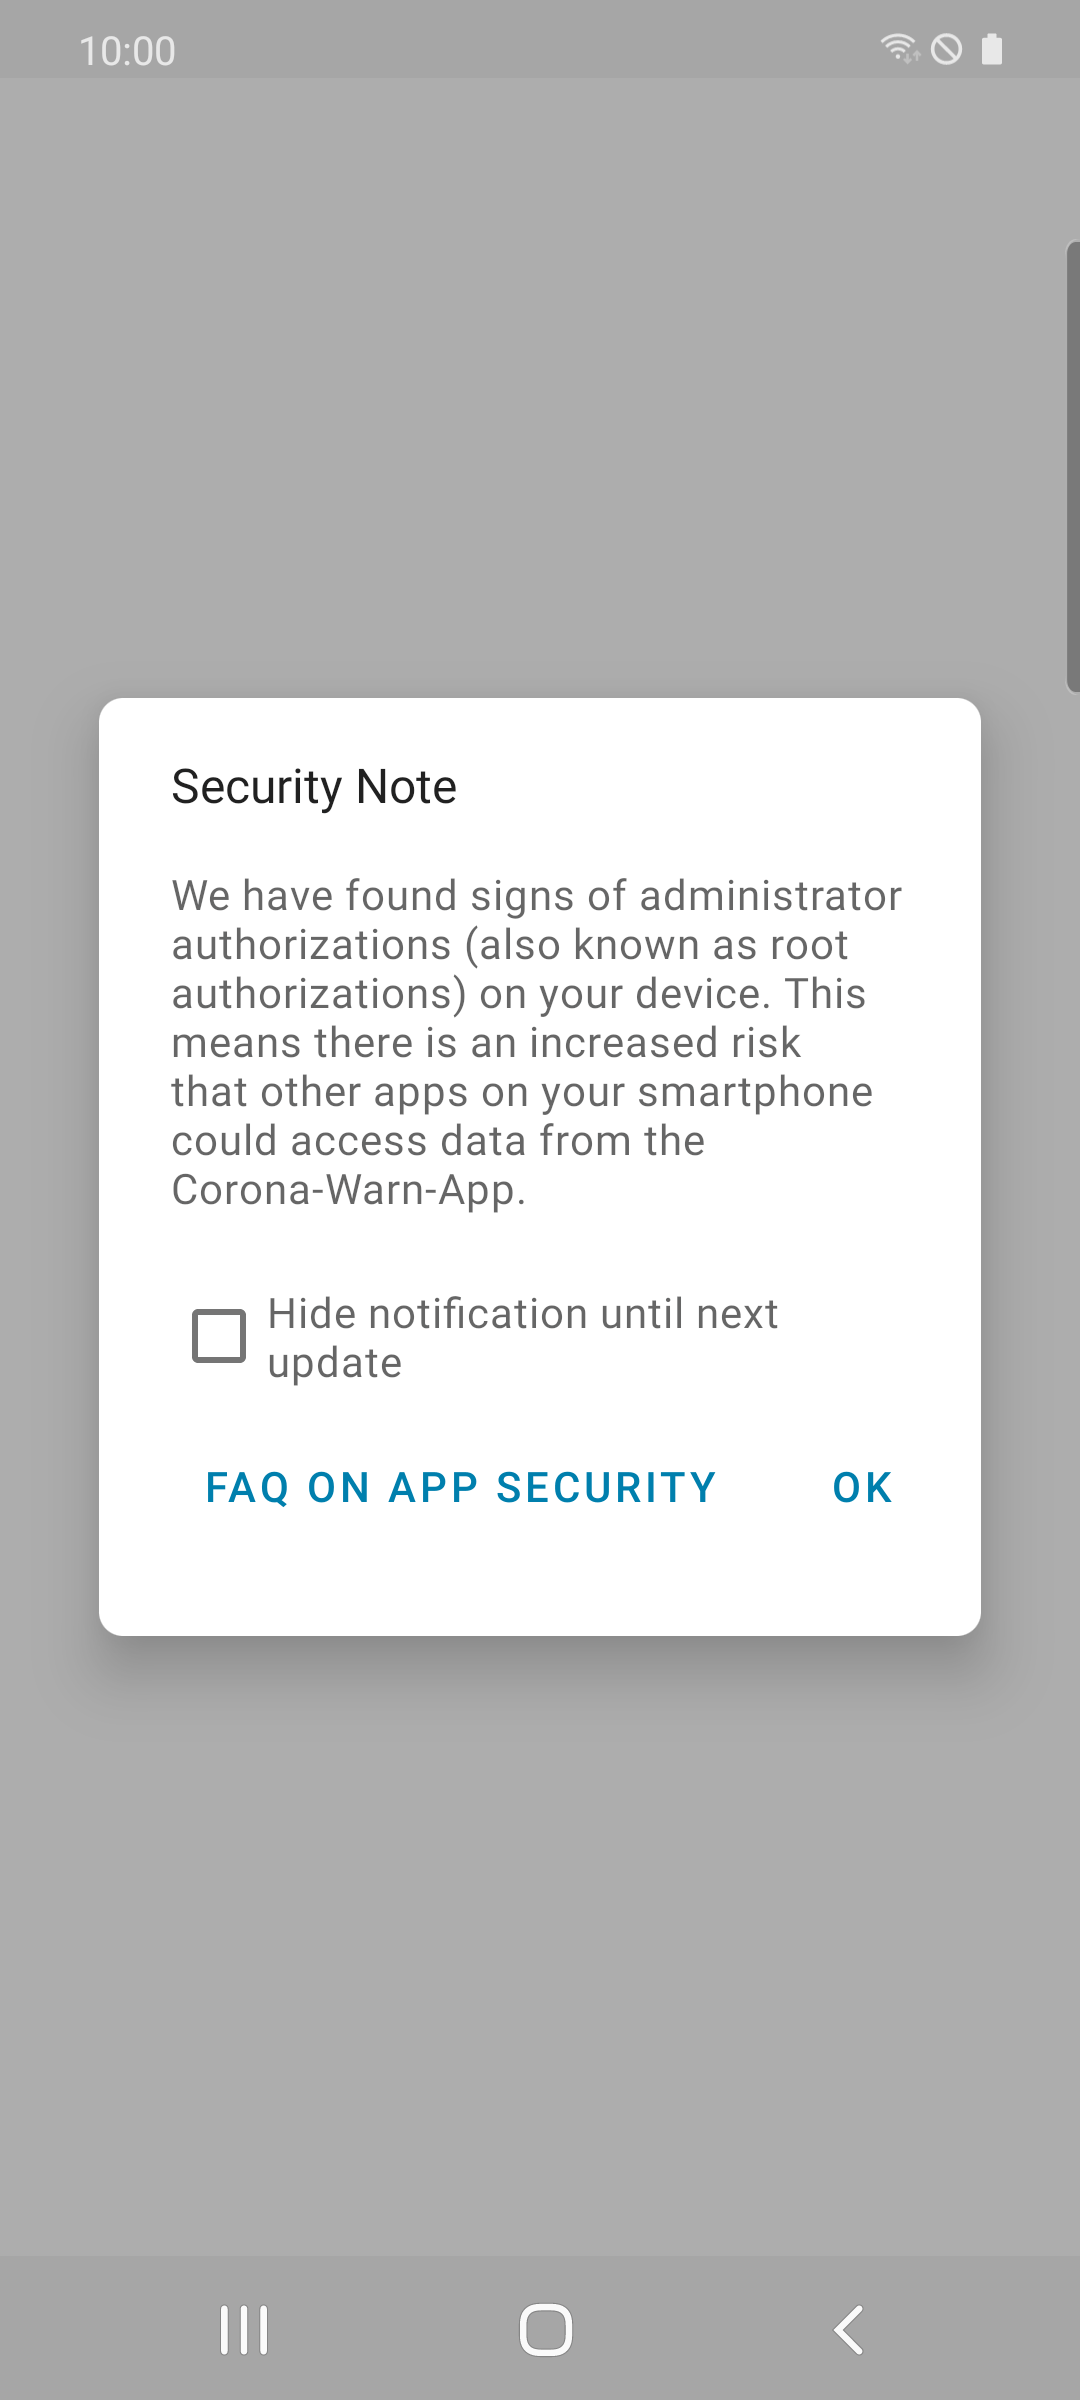 10:00
Security Note
We have found signs of administrator
authorizations (also known as root
authorizations) on your device. This
means there is an increased risk
that other apps on your smartphone
could access data from the
Corona-Warn-App.
Hide notification until next
update
FAQ ON APP SECURITY OK